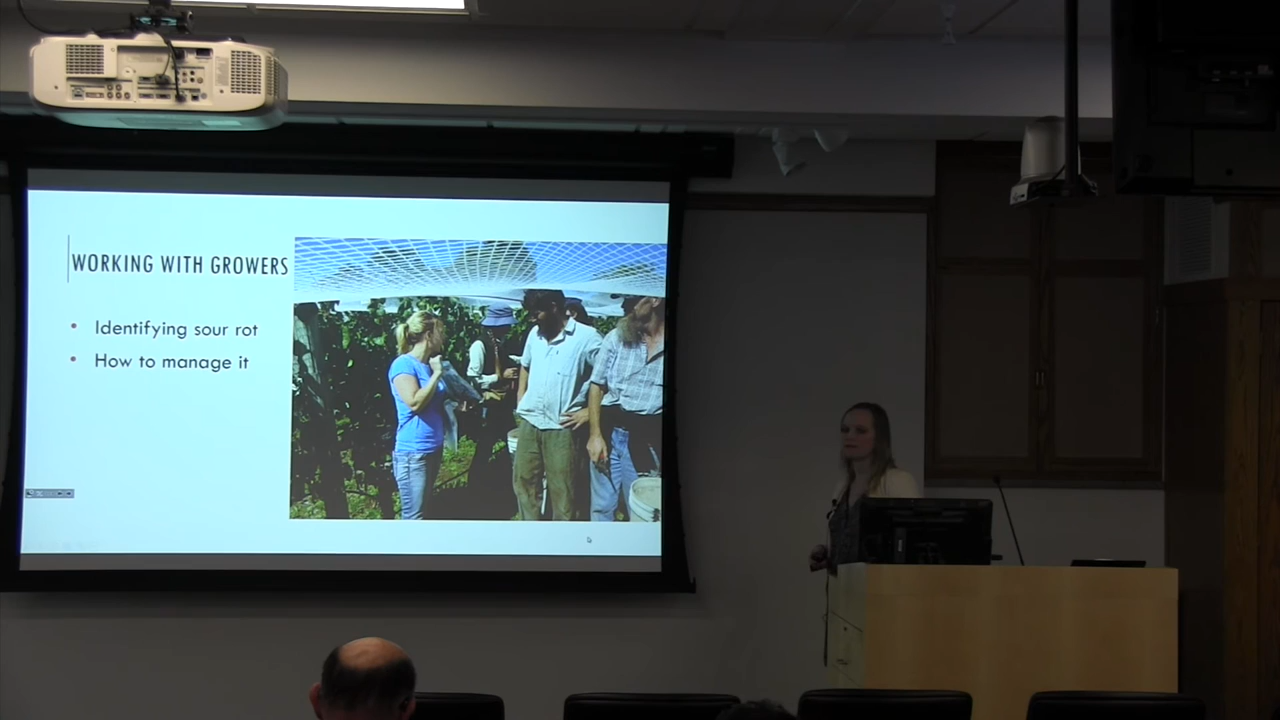 WORKING WITH GROWERS
• Identifying sour rot
• How to manage it